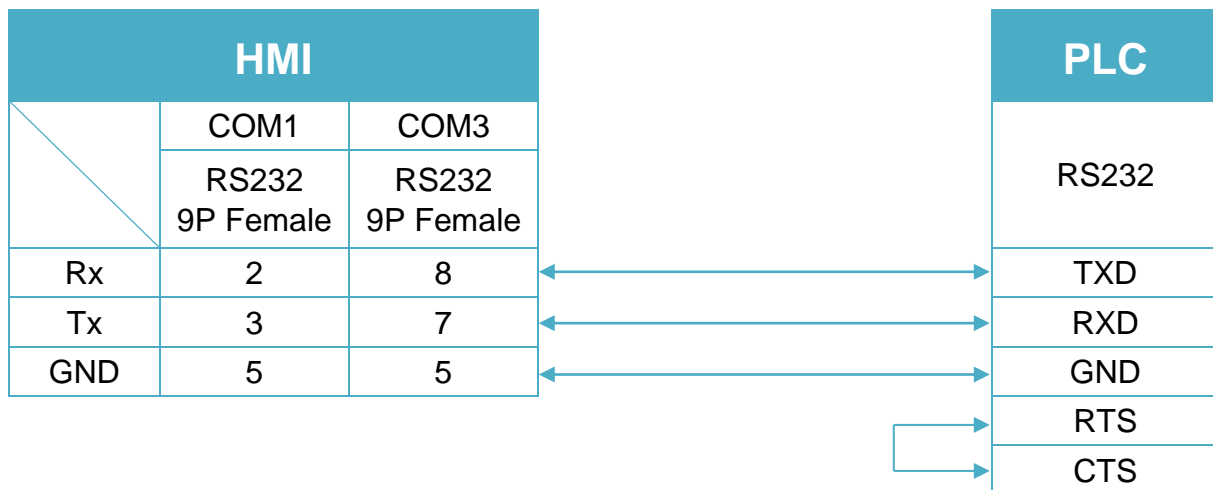 HMI PLC
COM1 COM3
RS232 RS232 RS232
9P Female 9P Female
Rx 2 8 TXD
Tx 3 7 RXD
GND 5 5 GND
RTS
CTS